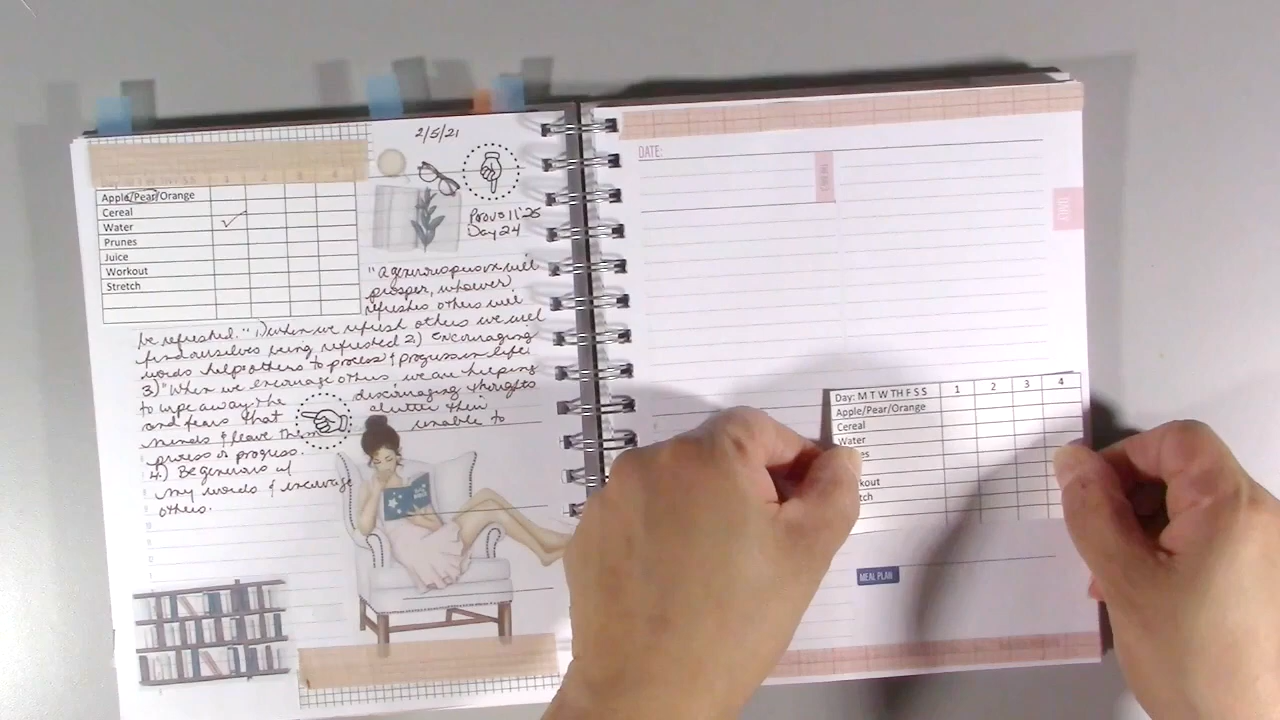 2/5/21
Apple/Pear/Orange
Cereal
Water
Prunes
Juice
Workout
Stretch
Prov 11:25
Day 24
"A generous person will
prosper, whoever
refreshes others will
be refreshed." 1.) When we refresh others we will
find ourselves being refreshed 2.) Encouraging
words help others to process & progress in life.
3.) "When we encourage others we are helping
to wipe away the discouraging thoughts
and fears that clutter their
minds & leave them unable to
process or progress.
4.) Be generous w/
my words & encourage
others.
DATE:
Day: M T W TH F S S 1 2 3 4
Apple/Pear/Orange
Cereal
Water
MEAL PLAN